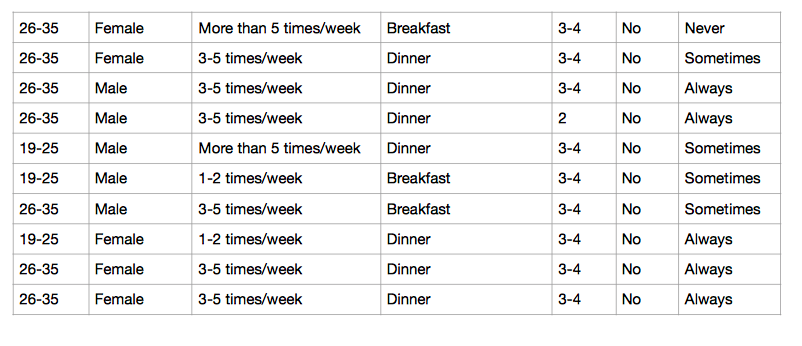 26-35 Female More than 5 times/week Breakfast 3-4 No Never
26-35 Female 3-5 times/week Dinner 3-4 No Sometimes
26-35 Male 3-5 times/week Dinner 3-4 No Always
26-35 Male 3-5 times/week Dinner 2 No Always
19-25 Male More than 5 times/week Dinner 3-4 No Sometimes
19-25 Male 1-2 times/week Breakfast 3-4 No Sometimes
26-35 Male 3-5 times/week Breakfast 3-4 No Sometimes
19-25 Female 1-2 times/week Dinner 3-4 No Always
26-35 Female 3-5 times/week Dinner 3-4 No Always
26-35 Female 3-5 times/week Dinner 3-4 No Always